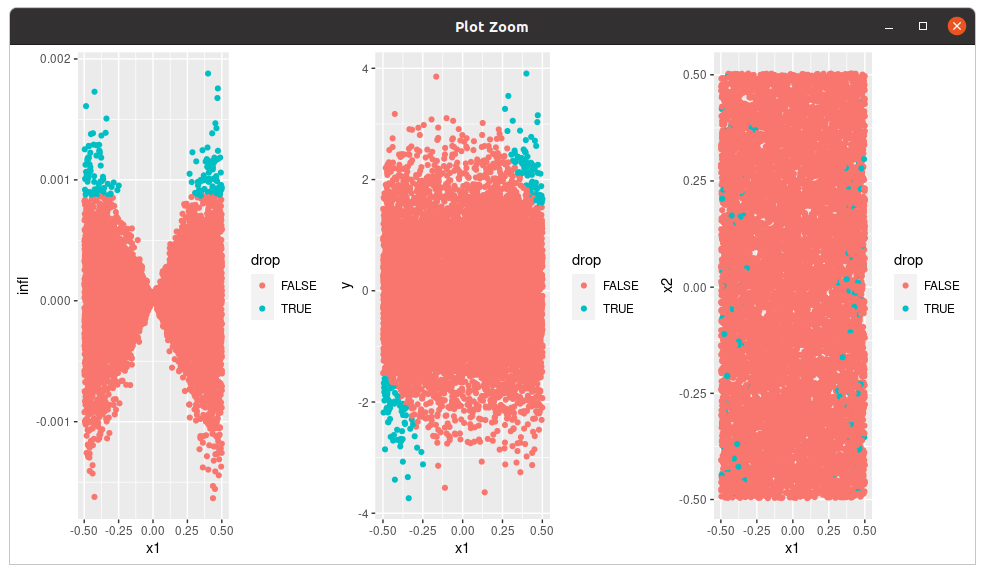 Plot Zoom
infl
0.002
0.001
0.000
-0.001
-0.50 -0.25 0.00 0.25 0.50
x1
drop
FALSE
TRUE
y
4
2
0
-2
-4
-0.50 -0.25 0.00 0.25 0.50
x1
drop
FALSE
TRUE
x2
0.50
0.25
0.00
-0.25
-0.50
-0.50 -0.25 0.00 0.25 0.50
x1
drop
FALSE
TRUE